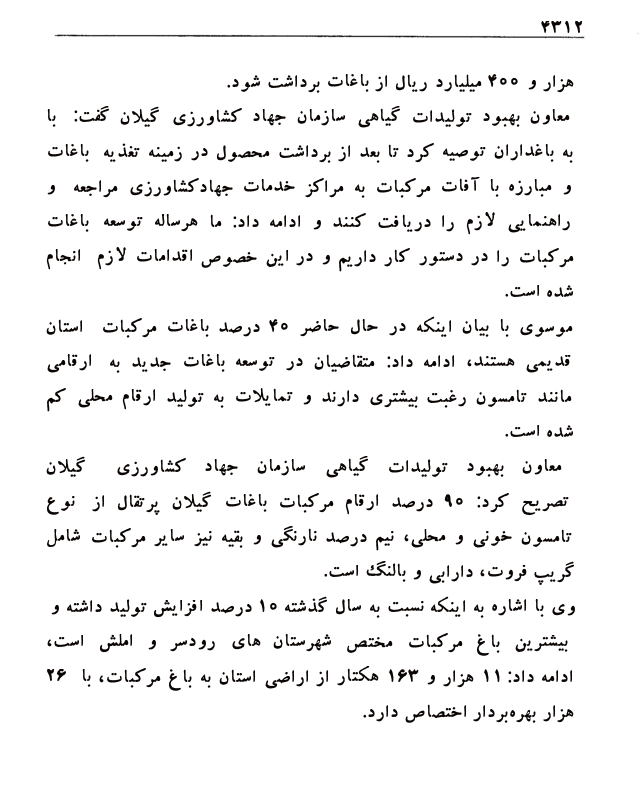 ۴۳۱۲
هزار و ۴۰۰ میلیارد ریال از باغات برداشت شود.
معاون بهبود تولیدات گیاهی سازمان جهاد کشاورزی گیلان گفت: با
به باغداران توصیه کرد تا بعد از برداشت محصول در زمینه تغذیه باغات
و مبارزه با آفات مرکبات به مراکز خدمات جهادکشاورزی مراجعه و
راهنمایی لازم را دریافت کنند و ادامه داد: ما هرساله توسعه باغات
مرکبات را در دستور کار داریم و در این خصوص اقدامات لازم انجام
شده است.
موسوی با بیان اینکه در حال حاضر ۴۰ درصد باغات مرکبات استان
قدیمی هستند، ادامه داد: متقاضیان در توسعه باغات جدید به ارقامی
مانند تامسون رغبت بیشتری دارند و تمایلات به تولید ارقام محلی کم
شده است.
معاون بهبود تولیدات گیاهی سازمان جهاد کشاورزی گیلان
تصریح کرد: ۹۰ درصد ارقام مرکبات باغات گیلان پرتقال از نوع
تامسون خونی و محلی، نیم درصد نارنگی و بقیه نیز سایر مرکبات شامل
گریپ فروت، دارابی و بالنگ است.
وی با اشاره به اینکه نسبت به سال گذشته ۱۰ درصد افزایش تولید داشته و
بیشترین باغ مرکبات مختص شهرستان های رودسر و املش است،
ادامه داد: ۱۱ هزار و ۱۶۳ هکتار از اراضی استان به باغ مرکبات، با ۲۶
هزار بهره‌بردار اختصاص دارد.